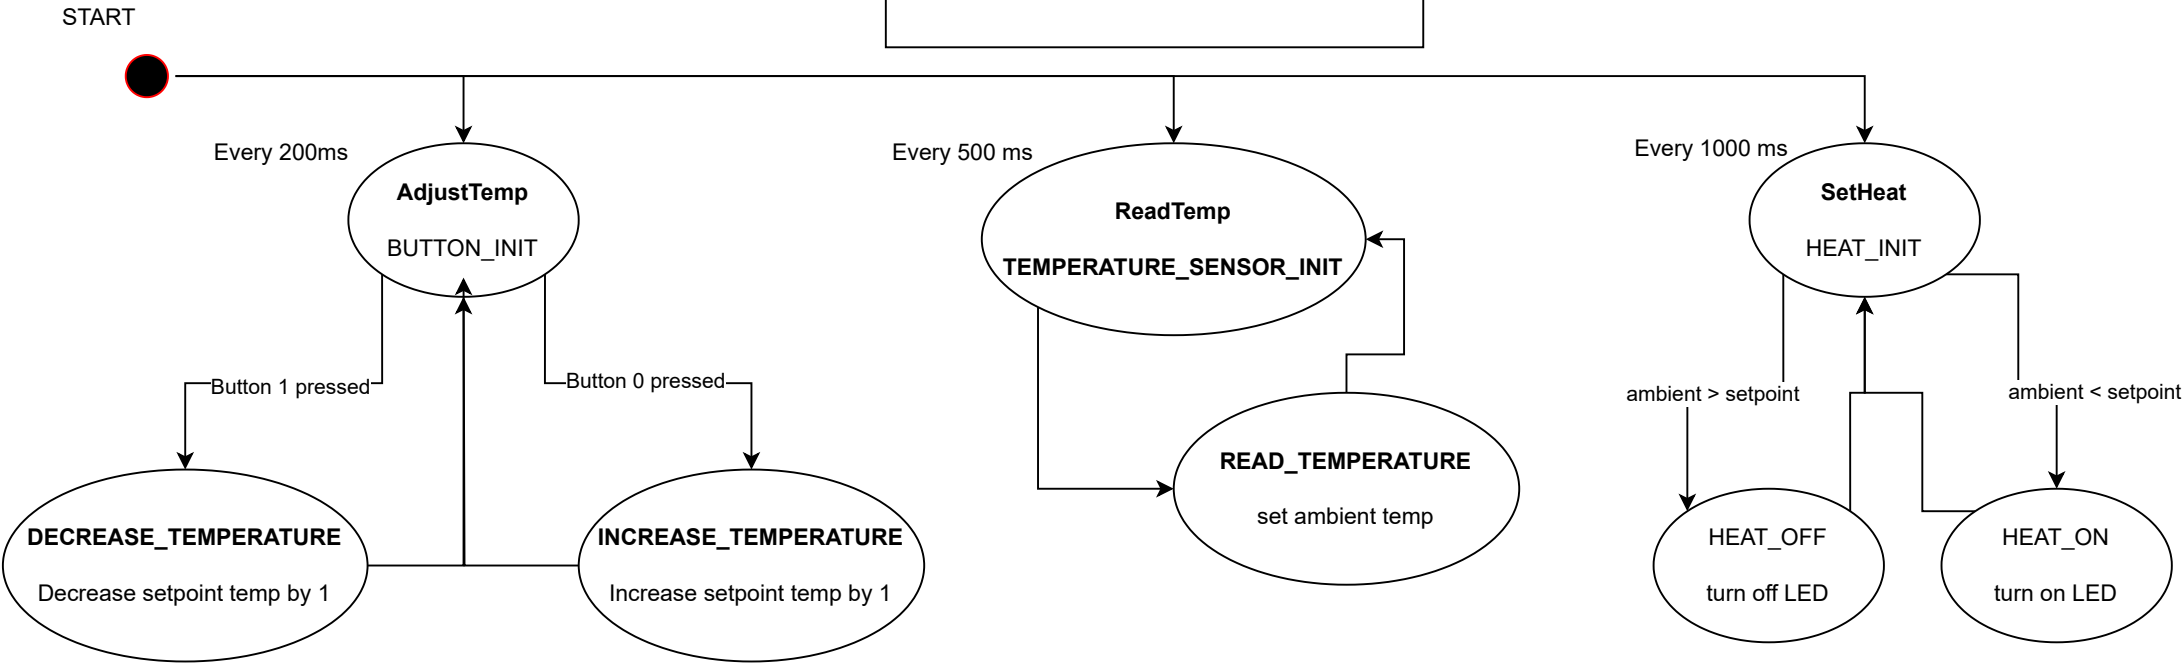 START
Every 200ms
AdjustTemp
BUTTON_INIT
Button 1 pressed
Button 0 pressed
DECREASE_TEMPERATURE
Decrease setpoint temp by 1
INCREASE_TEMPERATURE
Increase setpoint temp by 1
Every 500 ms
ReadTemp
TEMPERATURE_SENSOR_INIT
READ_TEMPERATURE
set ambient temp
Every 1000 ms
SetHeat
HEAT_INIT
ambient > setpoint
ambient < setpoint
HEAT_OFF
turn off LED
HEAT_ON
turn on LED